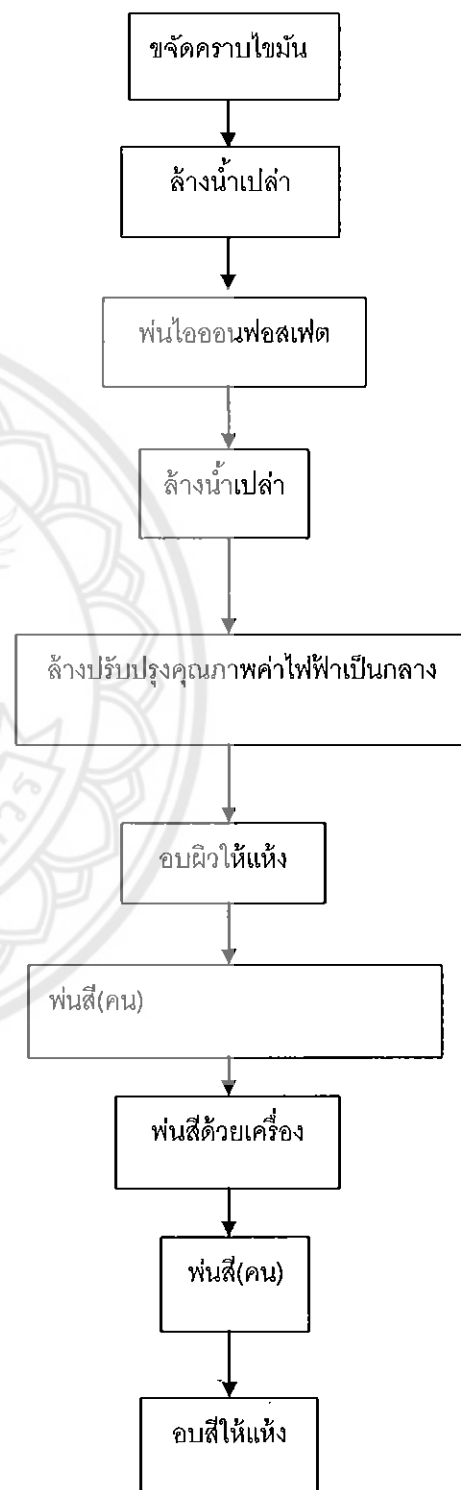 ขจัดคราบไขมัน
ล้างน้ำเปล่า
พ่นไอออนฟอสเฟต
ล้างน้ำเปล่า
ล้างปรับปรุงคุณภาพค่าไฟฟ้าเป็นกลาง
อบผิวให้แห้ง
พ่นสี(คน)
พ่นสีด้วยเครื่อง
พ่นสี(คน)
อบสีให้แห้ง